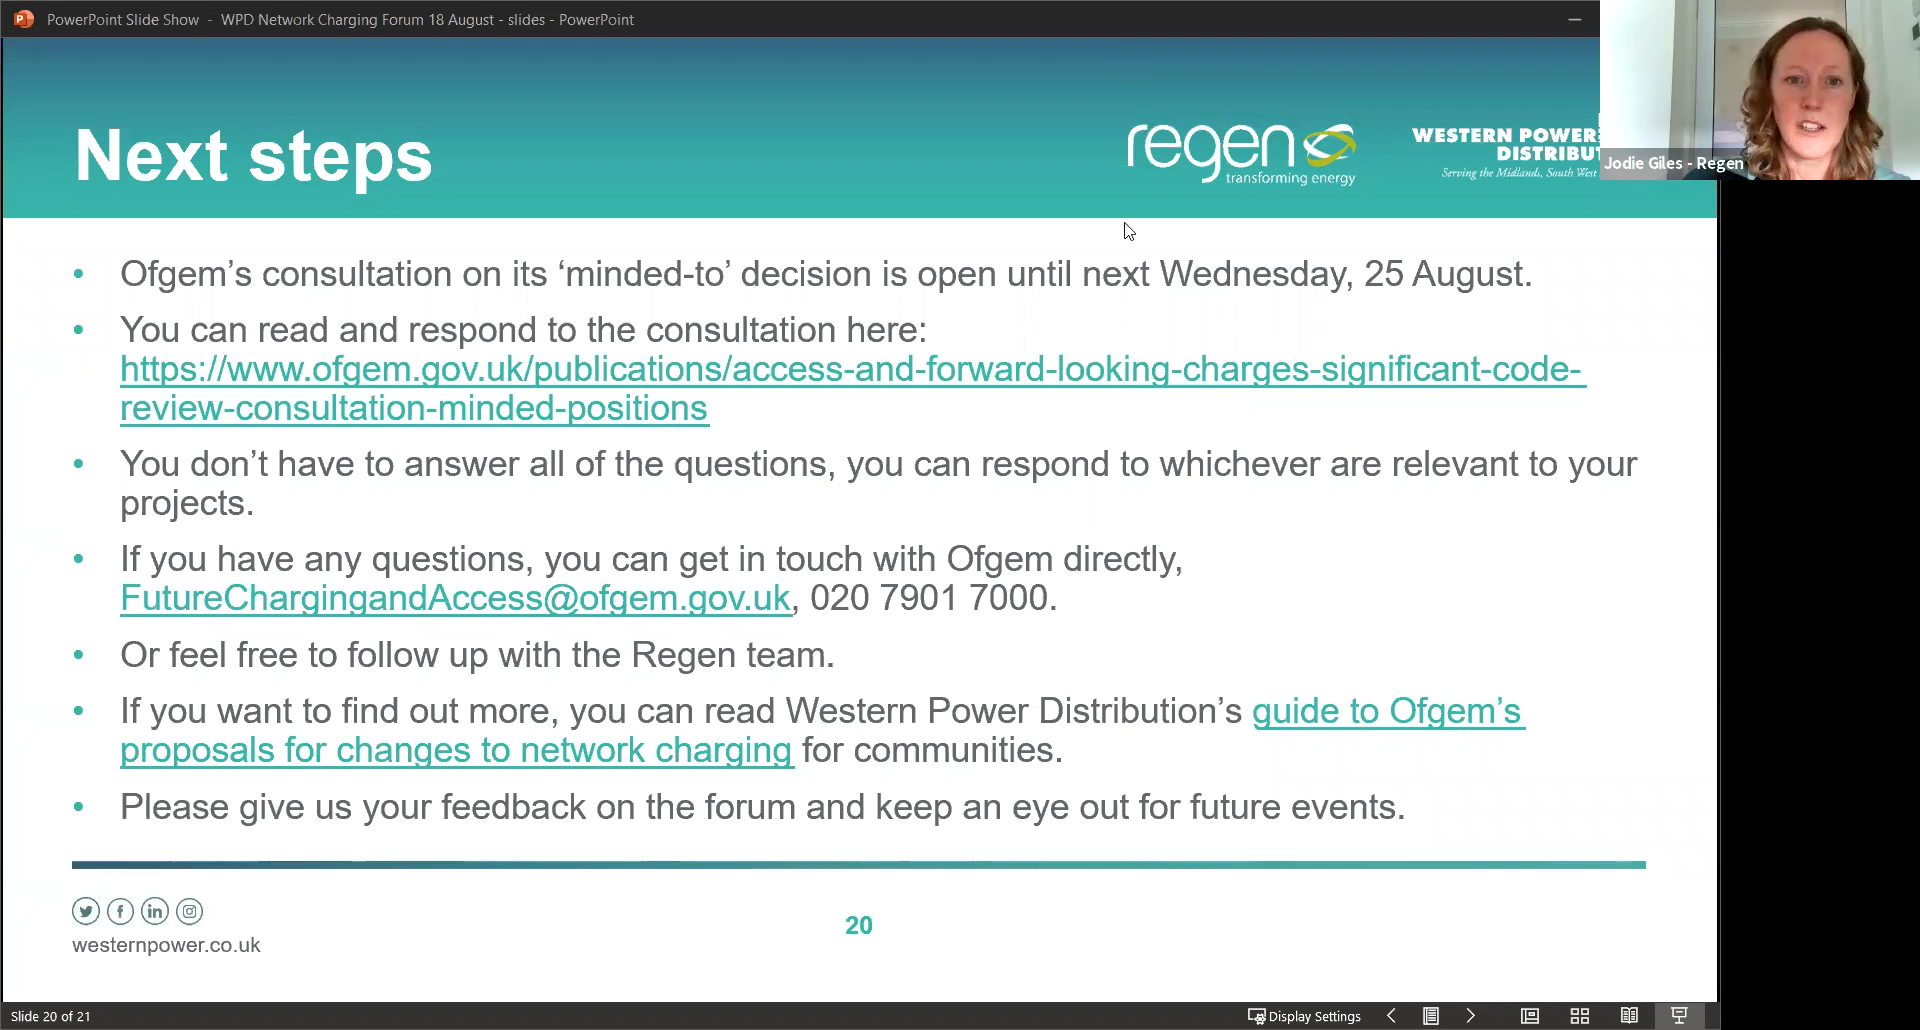 PowerPoint Slide Show - WPD Network Charging Forum 18 August - slides - PowerPoint
Next steps
regen
transforming energy
WESTERN POWER
DISTRIBUT
Serving the Midlands, South West
Jodie Giles - Regen
• Ofgem’s consultation on its ‘minded-to’ decision is open until next Wednesday, 25 August.
• You can read and respond to the consultation here:
https://www.ofgem.gov.uk/publications/access-and-forward-looking-charges-significant-code-
review-consultation-minded-positions
• You don’t have to answer all of the questions, you can respond to whichever are relevant to your
projects.
• If you have any questions, you can get in touch with Ofgem directly,
FutureChargingandAccess@ofgem.gov.uk, 020 7901 7000.
• Or feel free to follow up with the Regen team.
• If you want to find out more, you can read Western Power Distribution’s guide to Ofgem’s
proposals for changes to network charging for communities.
• Please give us your feedback on the forum and keep an eye out for future events.
westernpower.co.uk
20
Slide 20 of 21
Display Settings